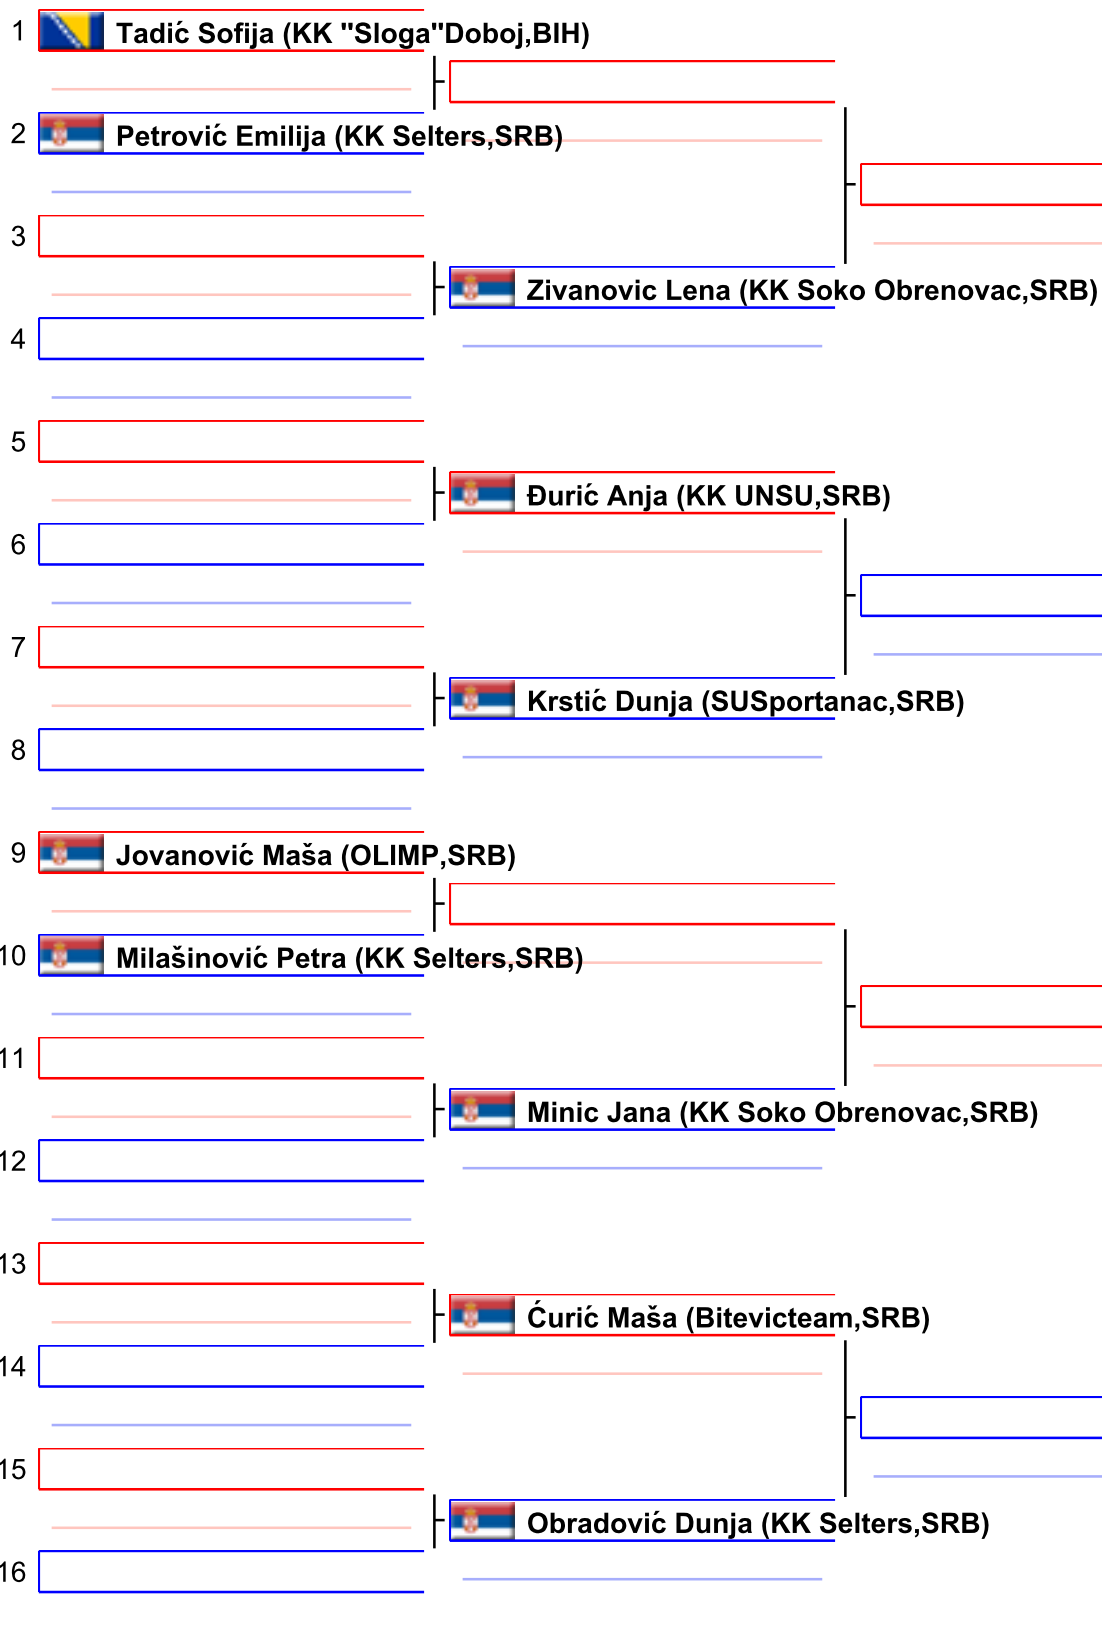 1 Tadić Sofija (KK "Sloga"Doboj,BIH)
2 Petrović Emilija (KK Selters,SRB)
3
Zivanovic Lena (KK Soko Obrenovac,SRB)
4
5
Đurić Anja (KK UNSU,SRB)
6
7
Krstić Dunja (SUSportanac,SRB)
8
9 Jovanović Maša (OLIMP,SRB)
10 Milašinović Petra (KK Selters,SRB)
11
Minic Jana (KK Soko Obrenovac,SRB)
12
13
Ćurić Maša (Bitevicteam,SRB)
14
15
Obradović Dunja (KK Selters,SRB)
16